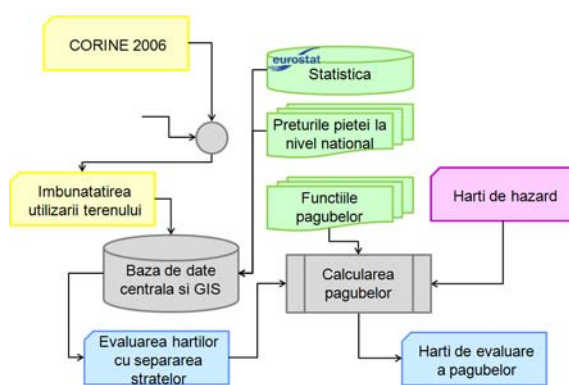 CORINE 2006
eurostat
Statistica
Preturile pietei la
nivel national
Imbunatatirea
utilizarii terenului
Functiile
pagubelor
Harti de hazard
Baza de date
centrala si GIS
Calcularea
pagubelor
Evaluarea hartilor
cu separarea
stratelor
Harti de evaluare
a pagubelor